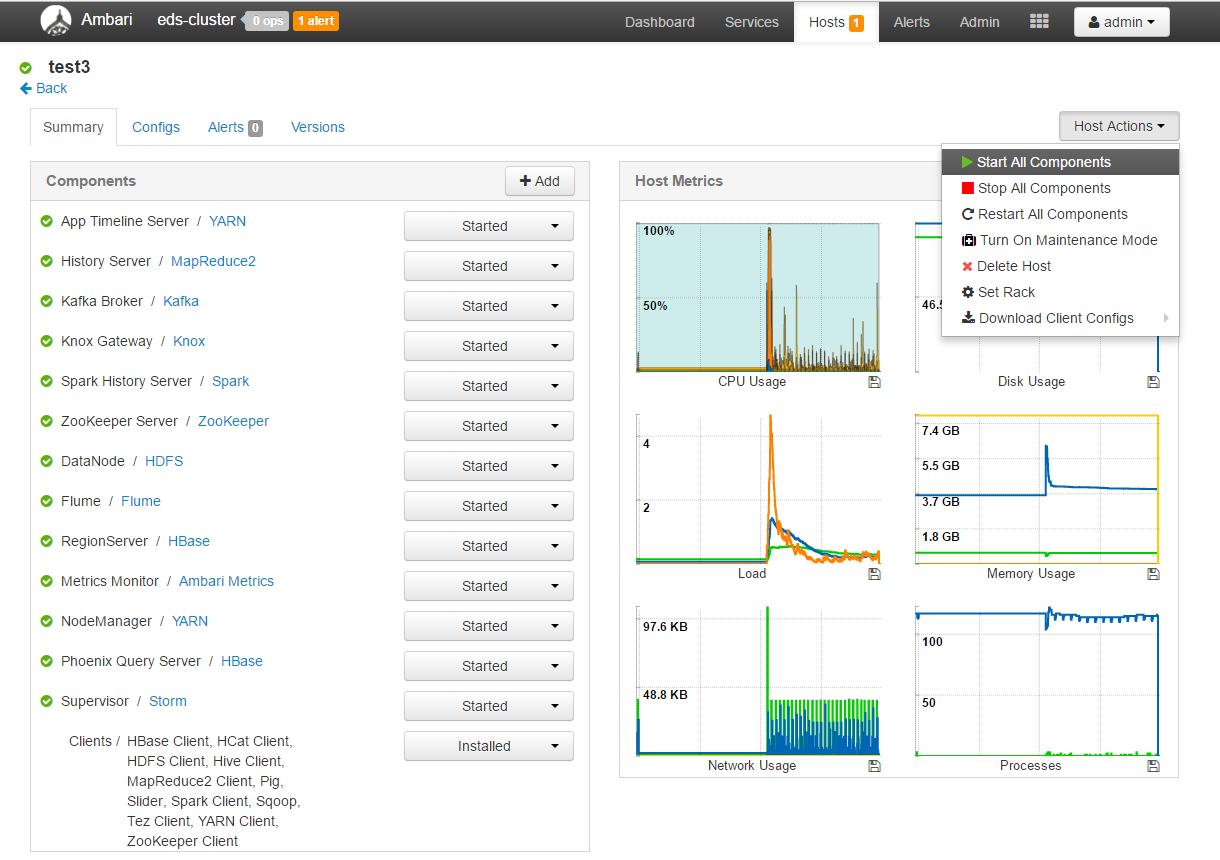 Ambari eds-cluster 0 ops 1 alert Dashboard Services Hosts 1 Alerts Admin admin
test3
Back
Summary Configs Alerts 0 Versions Host Actions
Components Add
App Timeline Server / YARN Started
History Server / MapReduce2 Started
Kafka Broker / Kafka Started
Knox Gateway / Knox Started
Spark History Server / Spark Started
ZooKeeper Server / ZooKeeper Started
DataNode / HDFS Started
Flume / Flume Started
RegionServer / HBase Started
Metrics Monitor / Ambari Metrics Started
NodeManager / YARN Started
Phoenix Query Server / HBase Started
Supervisor / Storm Started
Clients / HBase Client, HCat Client, Installed
HDFS Client, Hive Client,
MapReduce2 Client, Pig,
Slider, Spark Client, Sqoop,
Tez Client, YARN Client,
ZooKeeper Client
Host Metrics
Start All Components
Stop All Components
Restart All Components
Turn On Maintenance Mode
Delete Host
Set Rack
Download Client Configs
100%
50%
CPU Usage
Disk Usage
4
2
Load
7.4 GB
5.5 GB
3.7 GB
1.8 GB
Memory Usage
97.6 KB
48.8 KB
Network Usage
100
50
Processes